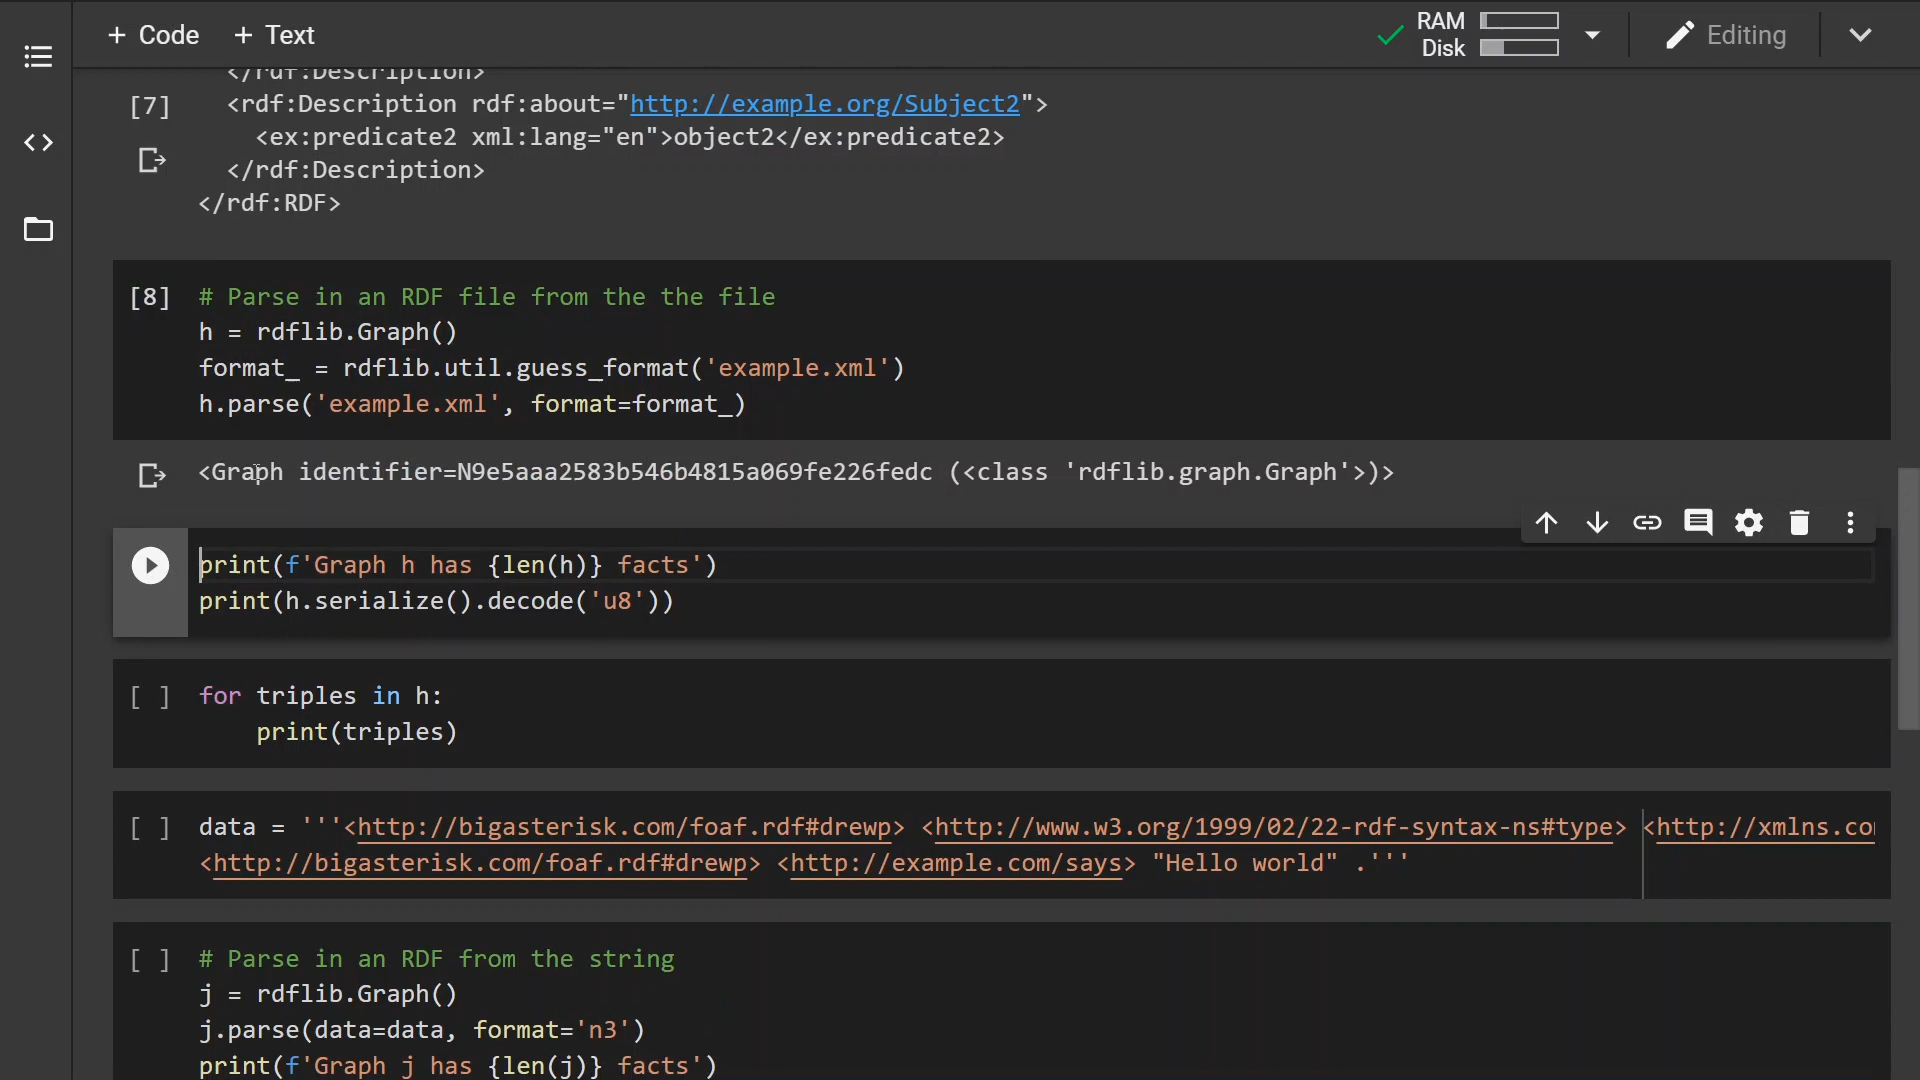 + Code + Text
RAM
Disk
Editing
</rdf:Description>
[7] <rdf:Description rdf:about="http://example.org/Subject2">
<ex:predicate2 xml:lang="en">object2</ex:predicate2>
</rdf:Description>
</rdf:RDF>
[8] # Parse in an RDF file from the the file
h = rdflib.Graph()
format_ = rdflib.util.guess_format('example.xml')
h.parse('example.xml', format=format_)
<Graph identifier=N9e5aaa2583b546b4815a069fe226fedc (<class 'rdflib.graph.Graph'>)>
print(f'Graph h has {len(h)} facts')
print(h.serialize().decode('u8'))
[ ] for triples in h:
print(triples)
[ ] data = '''<http://bigasterisk.com/foaf.rdf#drewp> <http://www.w3.org/1999/02/22-rdf-syntax-ns#type> <http://xmlns.co
<http://bigasterisk.com/foaf.rdf#drewp> <http://example.com/says> "Hello world" .'''
[ ] # Parse in an RDF from the string
j = rdflib.Graph()
j.parse(data=data, format='n3')
print(f'Graph j has {len(j)} facts')